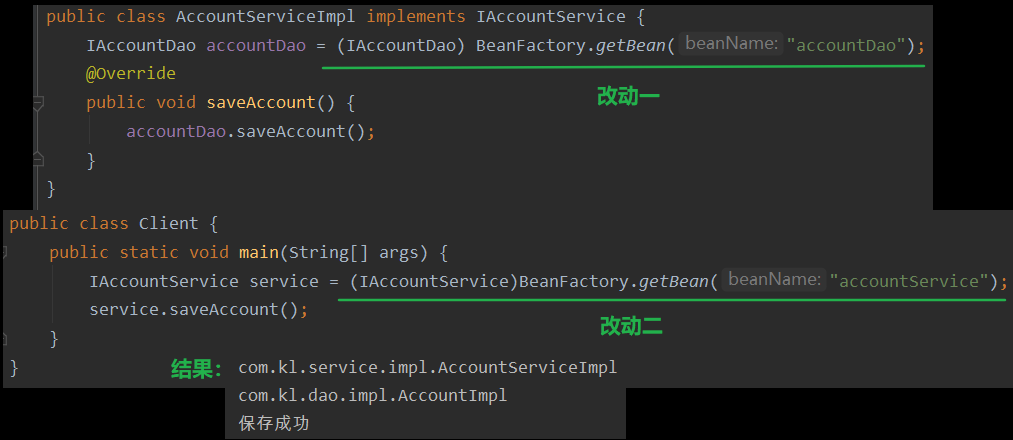 public class AccountServiceImpl implements IAccountService {
IAccountDao accountDao = (IAccountDao) BeanFactory.getBean( beanName: "accountDao");
改动一
@Override
public void saveAccount() {
accountDao.saveAccount();
}
}
public class Client {
public static void main(String[] args) {
IAccountService service = (IAccountService)BeanFactory.getBean( beanName: "accountService");
service.saveAccount();
改动二
}
}
结果: com.kl.service.impl.AccountServiceImpl
com.kl.dao.impl.AccountImpl
保存成功